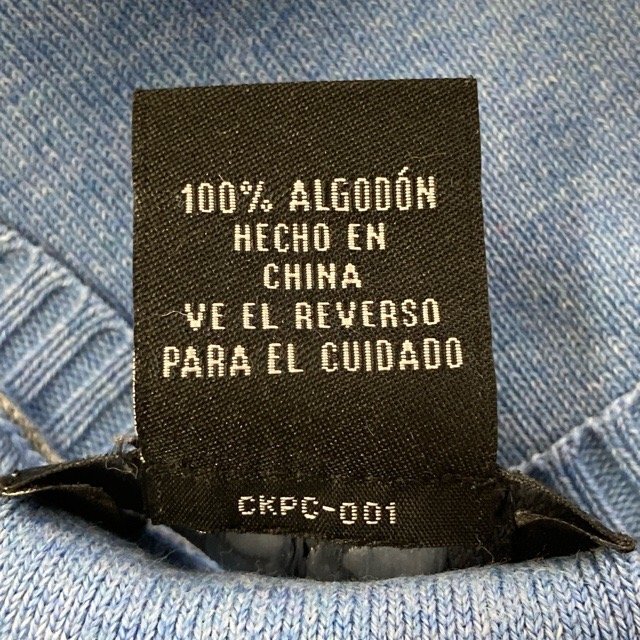 100% ALGODÓN
HECHO EN
CHINA
VE EL REVERSO
PARA EL CUIDADO
CKPC-001